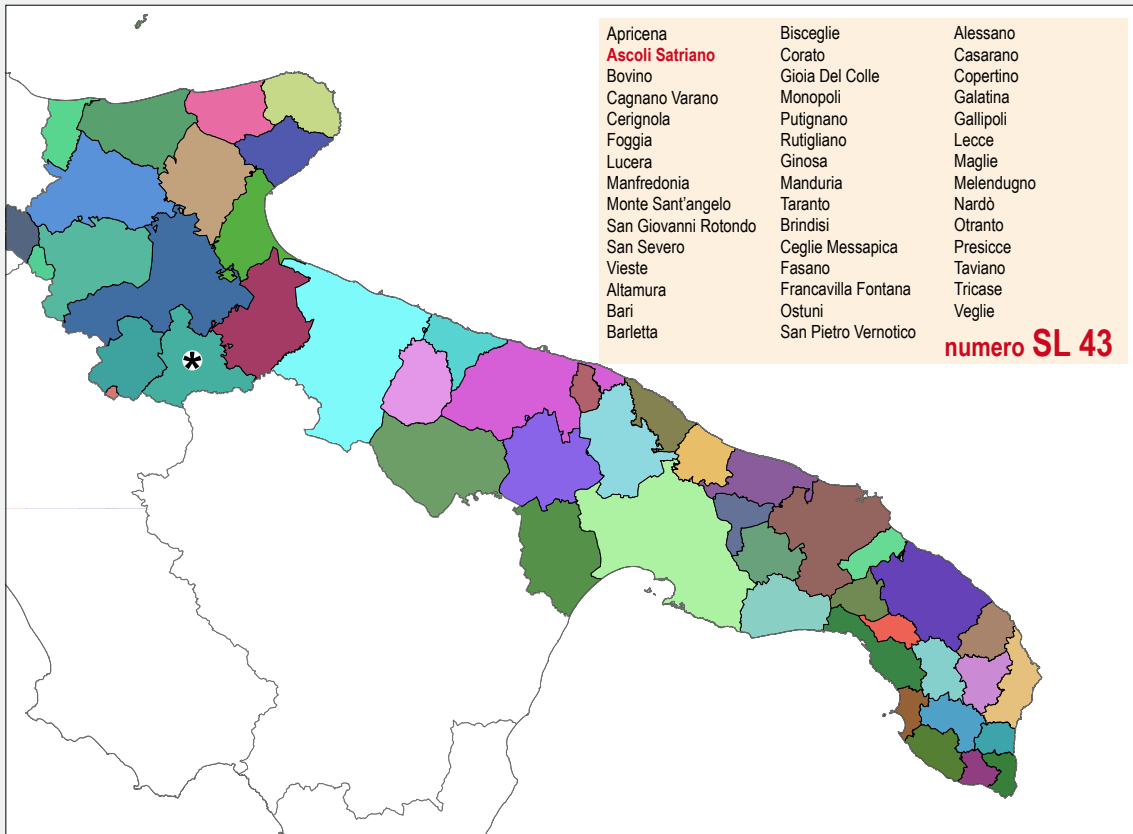 Apricena
Ascoli Satriano
Bovino
Cagnano Varano
Cerignola
Foggia
Lucera
Manfredonia
Monte Sant'angelo
San Giovanni Rotondo
San Severo
Vieste
Altamura
Bari
Barletta
Bisceglie
Corato
Gioia Del Colle
Monopoli
Putignano
Rutigliano
Ginosa
Manduria
Taranto
Brindisi
Ceglie Messapica
Fasano
Francavilla Fontana
Ostuni
San Pietro Vernotico
Alessano
Casarano
Copertino
Galatina
Gallipoli
Lecce
Maglie
Melendugno
Nardò
Otranto
Presicce
Taviano
Tricase
Veglie
numero SL 43
*